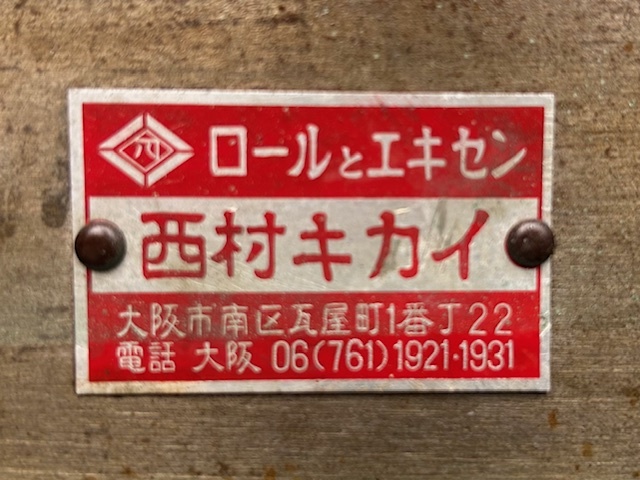 ロールとエキセン
西村キカイ
大阪市南区瓦屋町1番丁22
電話 大阪 06(761)1921・1931